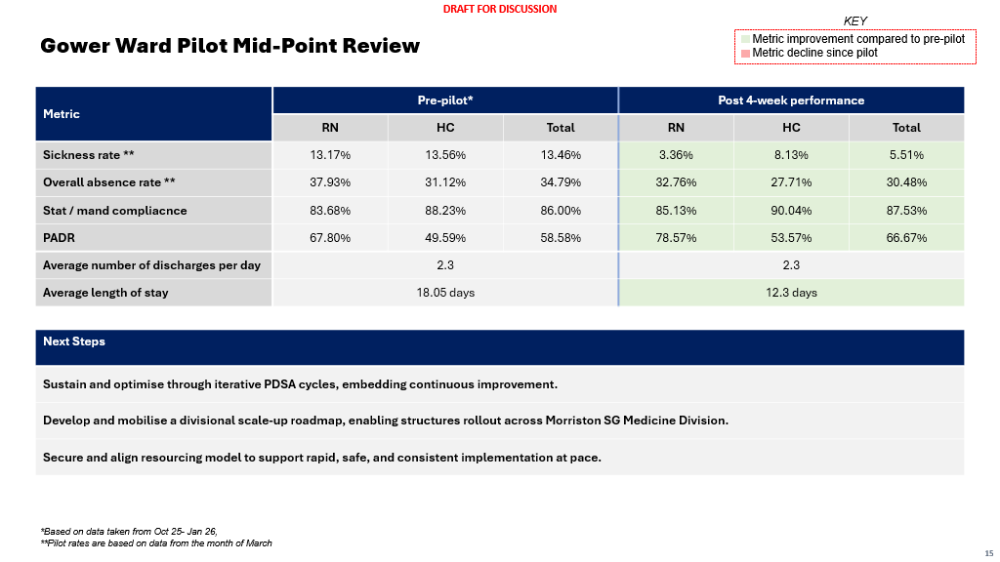 DRAFT FOR DISCUSSION
KEY
Metric improvement compared to pre-pilot
Metric decline since pilot
Gower Ward Pilot Mid-Point Review
Metric Pre-pilot* Post 4-week performance
RN HC Total RN HC Total
Sickness rate ** 13.17% 13.56% 13.46% 3.36% 8.13% 5.51%
Overall absence rate ** 37.93% 31.12% 34.79% 32.76% 27.71% 30.48%
Stat / mand compliacnce 83.68% 88.23% 86.00% 85.13% 90.04% 87.53%
PADR 67.80% 49.59% 58.58% 78.57% 53.57% 66.67%
Average number of discharges per day 2.3 2.3
Average length of stay 18.05 days 12.3 days
Next Steps
Sustain and optimise through iterative PDSA cycles, embedding continuous improvement.
Develop and mobilise a divisional scale-up roadmap, enabling structures rollout across Morriston SG Medicine Division.
Secure and align resourcing model to support rapid, safe, and consistent implementation at pace.
*Based on data taken from Oct 25- Jan 26,
**Pilot rates are based on data from the month of March
15